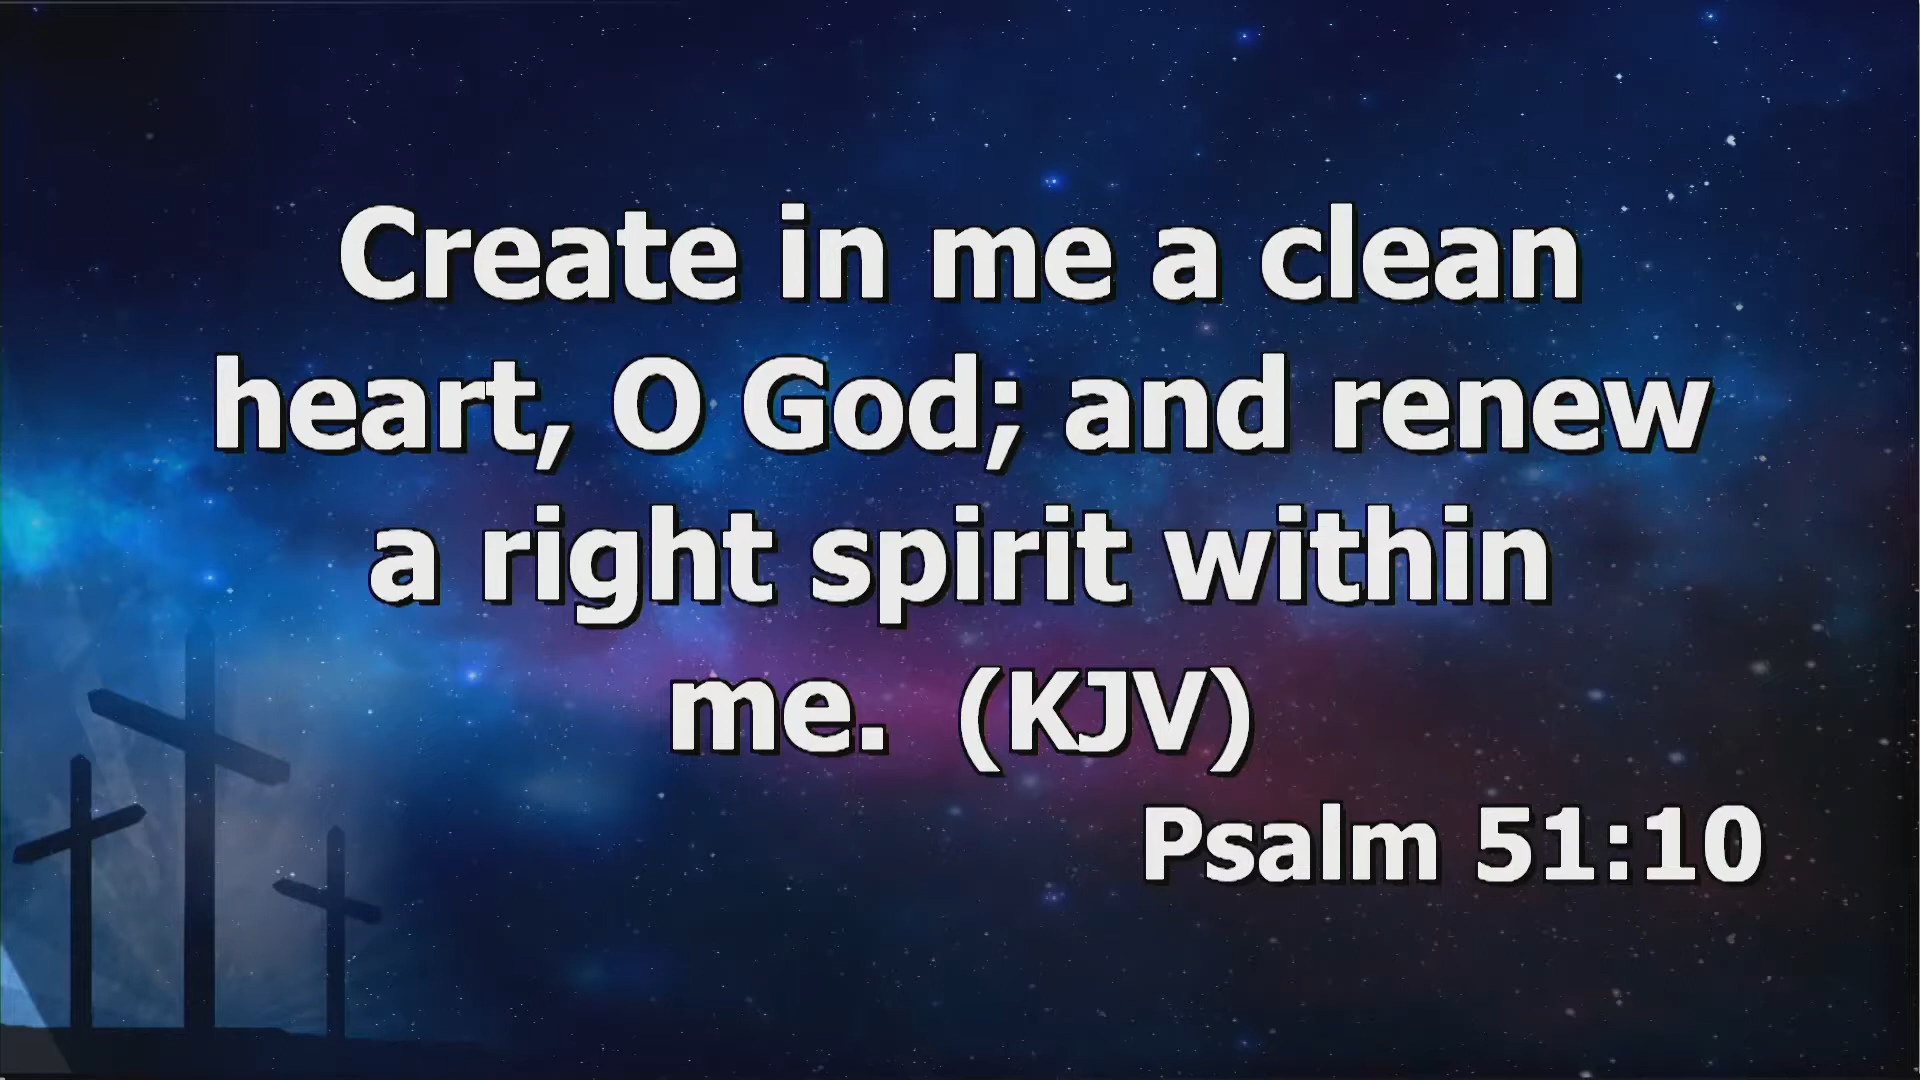 Create in me a clean
heart, O God; and renew
a right spirit within
me.  (KJV)
Psalm 51:10